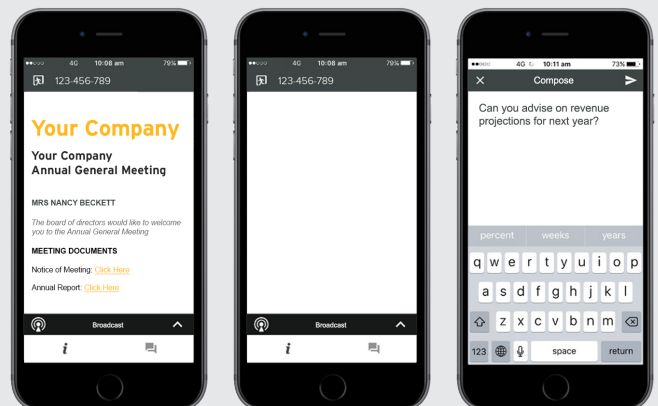 4G 10:08 am 79%
123-456-789
Your Company
Your Company
Annual General Meeting
MRS NANCY BECKETT
The board of directors would like to welcome
you to the Annual General Meeting
MEETING DOCUMENTS
Notice of Meeting: Click Here
Annual Report: Click Here
Broadcast
i
4G 10:08 am 79%
123-456-789
Broadcast
i
4G 10:11 am 73%
Compose
Can you advise on revenue
projections for next year?
percent weeks years
q w e r t y u i o p
a s d f g h j k l
z x c v b n m
123 space return